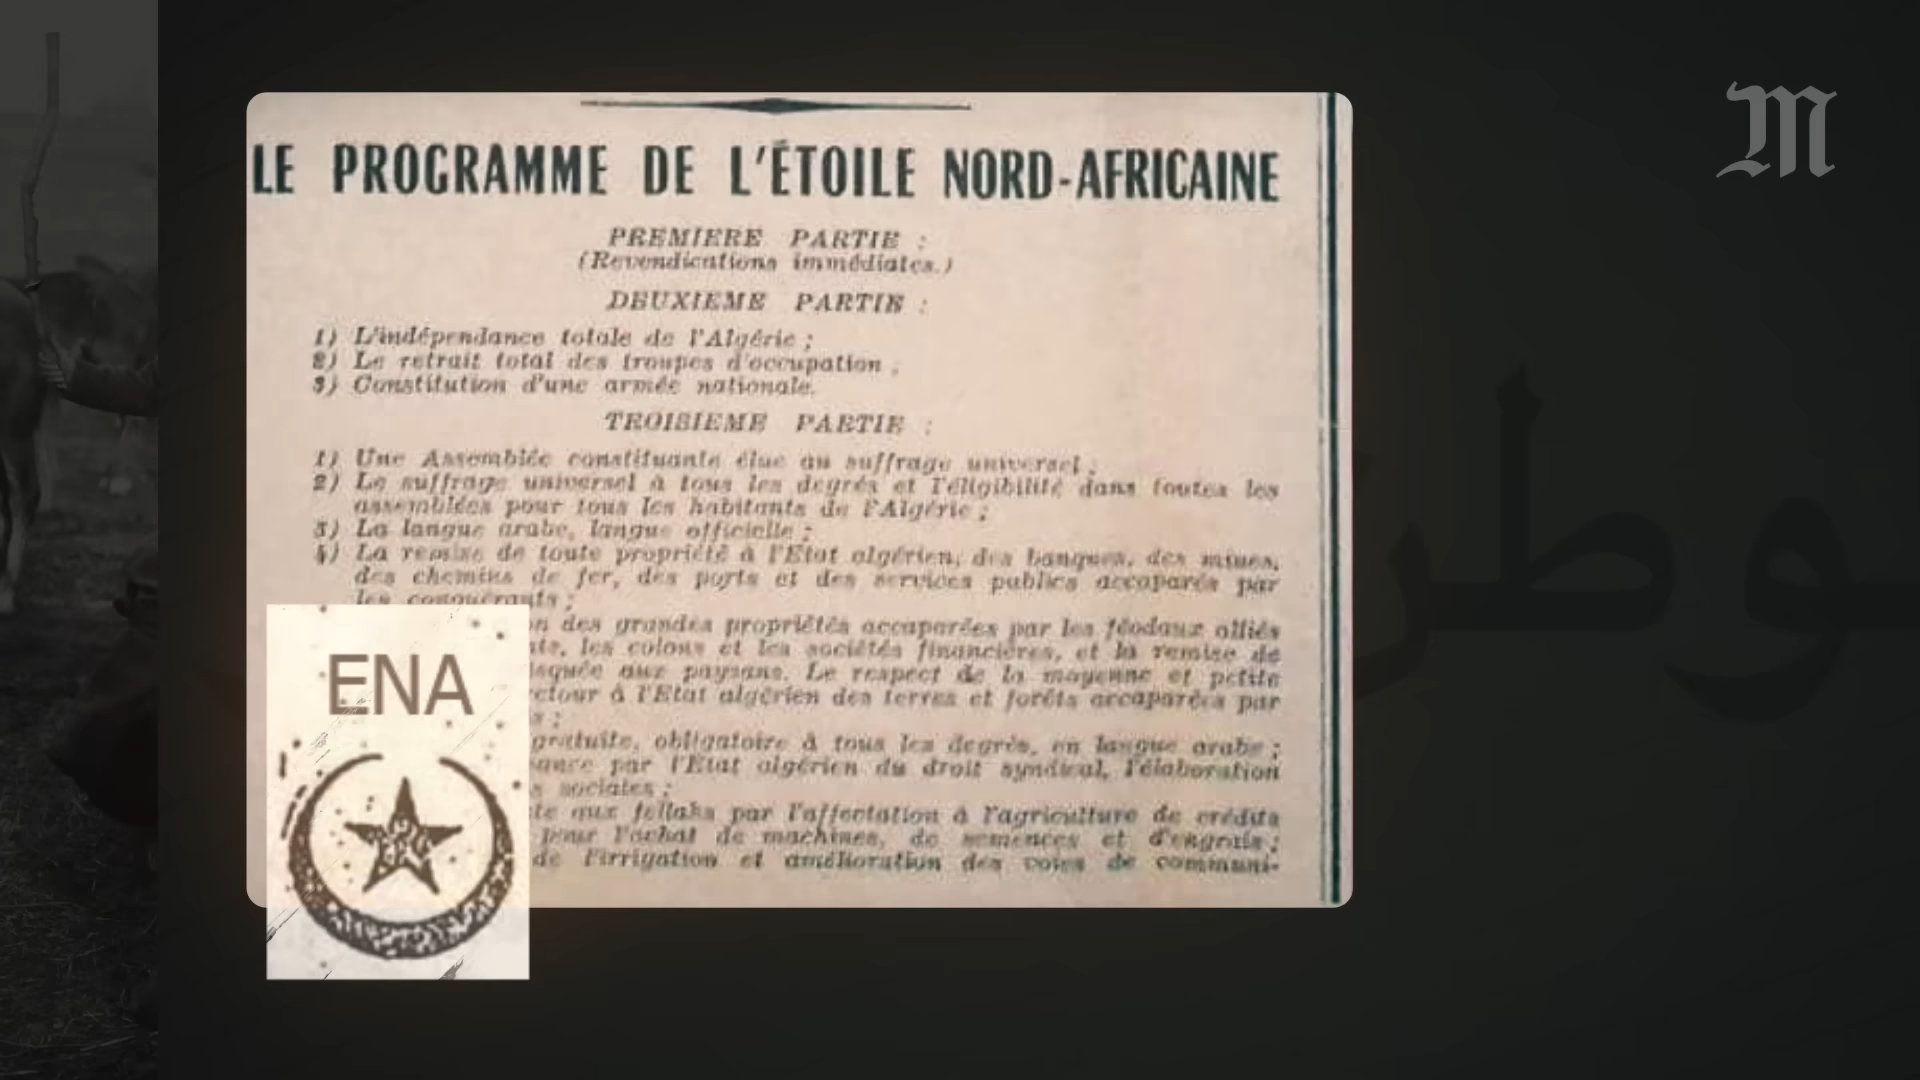 M
LE PROGRAMME DE L'ÉTOILE NORD-AFRICAINE
PREMIERE PARTIE :
(Revendications immédiates.)
DEUXIEME PARTIE :
1) L'indépendance totale de l'Algérie ;
2) Le retrait total des troupes d'occupation ;
3) Constitution d'une armée nationale.
TROISIEME PARTIE :
1) Une Assemblée constituante élue au suffrage universel ;
2) Le suffrage universel à tous les degrés et l'éligibilité dans toutes les
assemblées pour tous les habitants de l'Algérie ;
3) La langue arabe, langue officielle ;
4) La remise de toute propriété à l'Etat algérien, des banques, des mines,
des chemins de fer, des ports et des services publics accaparés par
les conquérants ;
on des grandes propriétés accaparées par les féodaux alliés
nts, les colons et les sociétés financières, et la remise de
isquée aux paysans. Le respect de la moyenne et petite
retour à l'Etat algérien des terres et forêts accaparées par
s ;
gratuite, obligatoire à tous les degrés, en langue arabe ;
sance par l'Etat algérien du droit syndical, l'élaboration
s sociales ;
te aux fellahs par l'affectation à l'agriculture de crédits
pour l'achat de machines, de semences et d'engrais ;
de l'irrigation et amélioration des voies de communi-
ENA